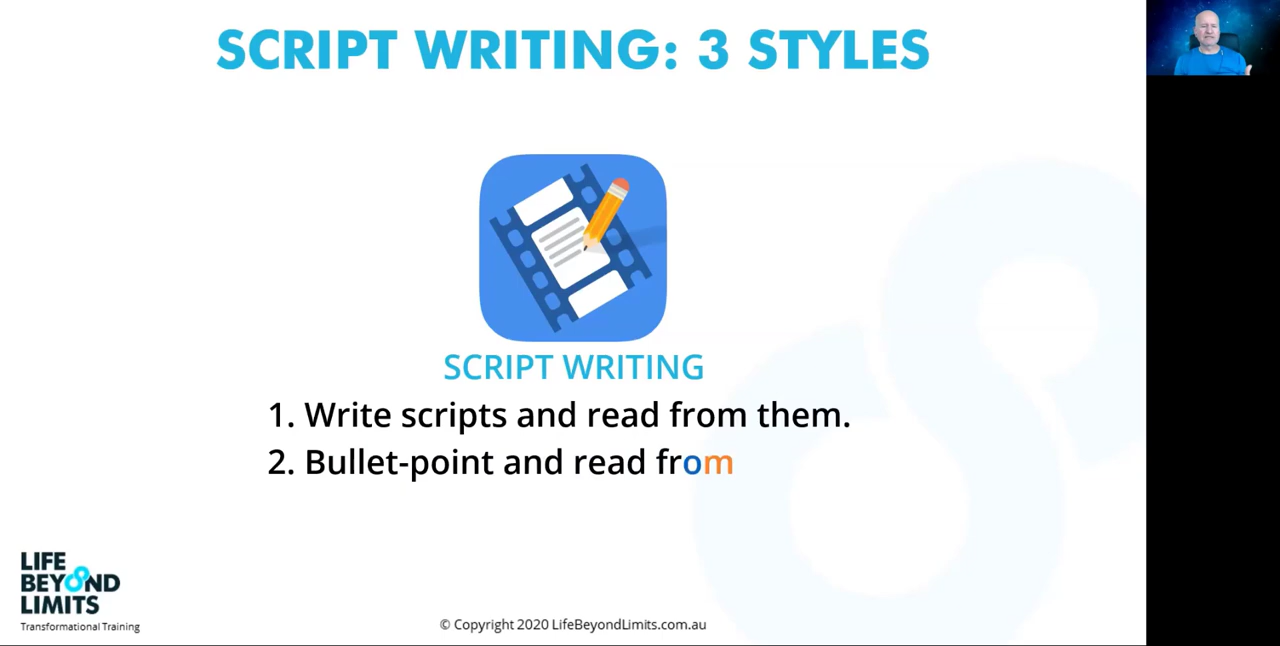 SCRIPT WRITING: 3 STYLES
SCRIPT WRITING
1. Write scripts and read from them.
2. Bullet-point and read from
LIFE
BEYOND
LIMITS
Transformational Training
© Copyright 2020 LifeBeyondLimits.com.au